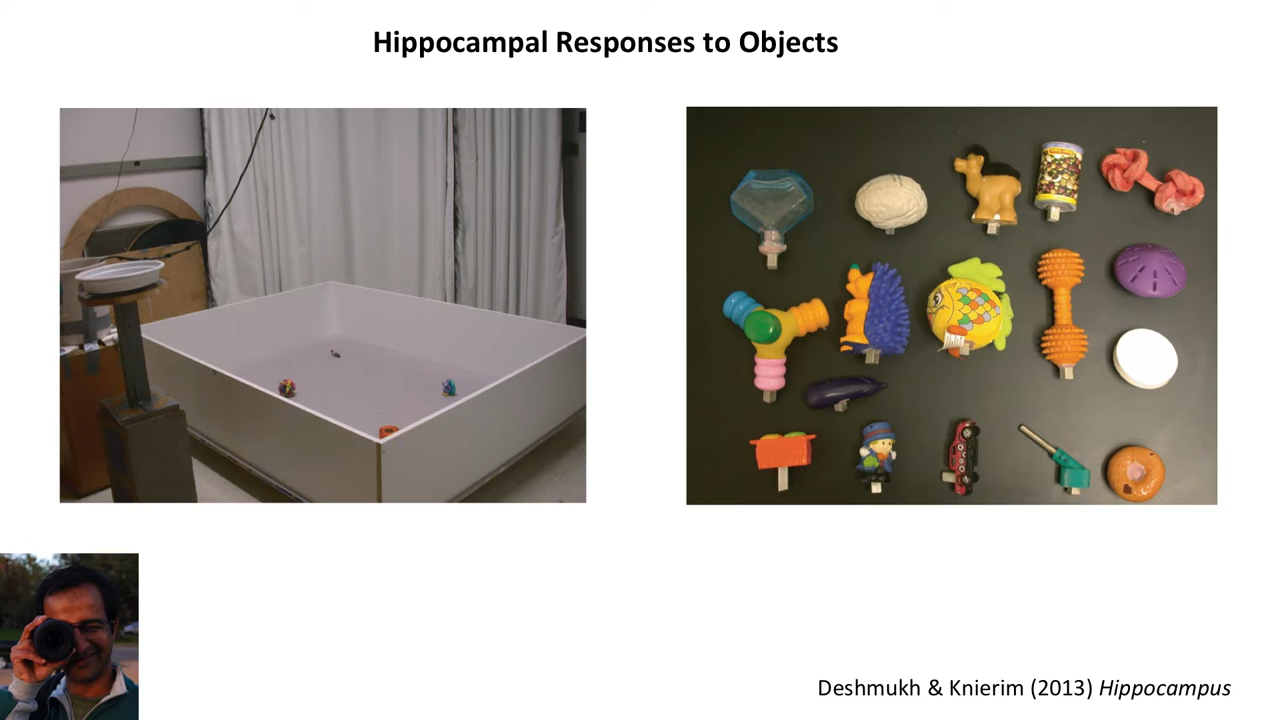 Hippocampal Responses to Objects
Deshmukh & Knierim (2013) Hippocampus